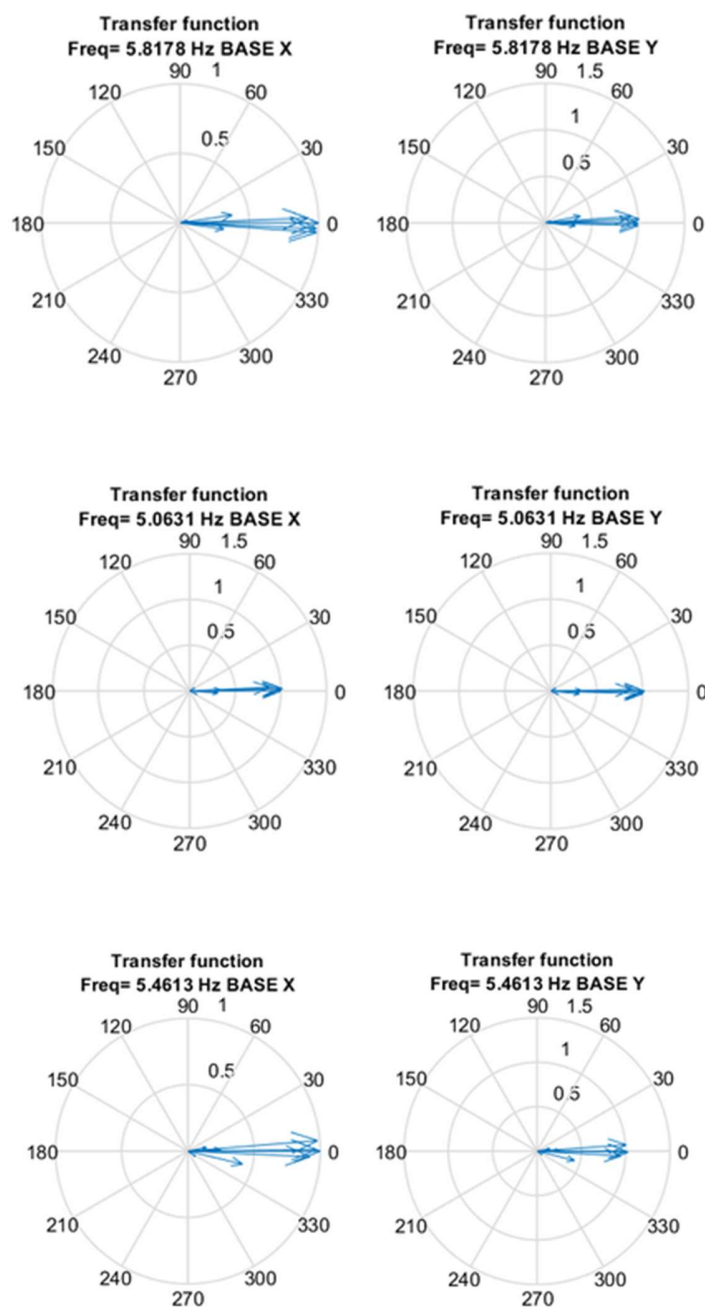 Transfer function
Freq= 5.8178 Hz BASE X
90 1
120 60
0.5
150 30
180 0
210 330
240 300
270
Transfer function
Freq= 5.8178 Hz BASE Y
90 1.5
120 60
1
150 0.5 30
180 0
210 330
240 300
270
Transfer function
Freq= 5.0631 Hz BASE X
90 1.5
120 60
1
150 0.5 30
180 0
210 330
240 300
270
Transfer function
Freq= 5.0631 Hz BASE Y
90 1.5
120 60
1
150 0.5 30
180 0
210 330
240 300
270
Transfer function
Freq= 5.4613 Hz BASE X
90 1
120 60
0.5
150 30
180 0
210 330
240 300
270
Transfer function
Freq= 5.4613 Hz BASE Y
90 1.5
120 60
1
150 0.5 30
180 0
210 330
240 300
270